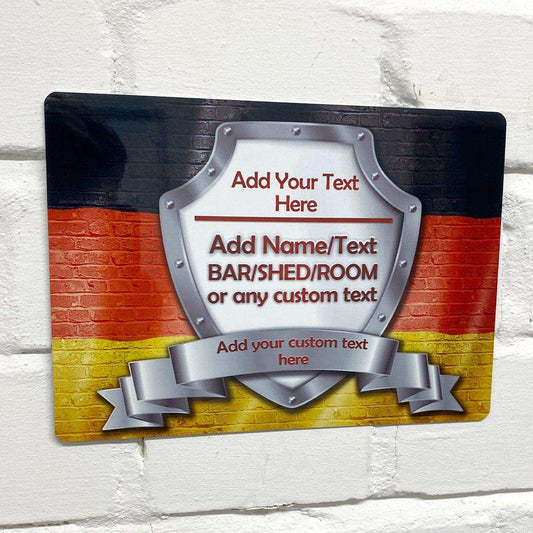 Add Your Text
Here
Add Name/Text
BAR/SHED/ROOM
or any custom text
Add your custom text
here